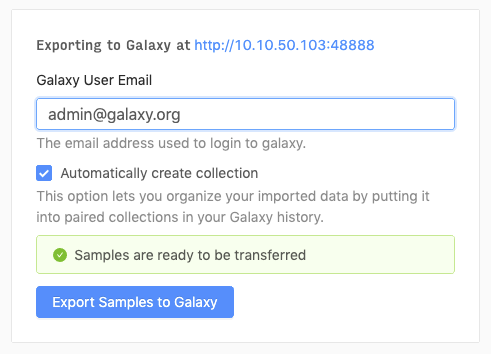 Exporting to Galaxy at http://10.10.50.103:48888
Galaxy User Email
admin@galaxy.org
The email address used to login to galaxy.
Automatically create collection
This option lets you organize your imported data by putting it
into paired collections in your Galaxy history.
Samples are ready to be transferred
Export Samples to Galaxy